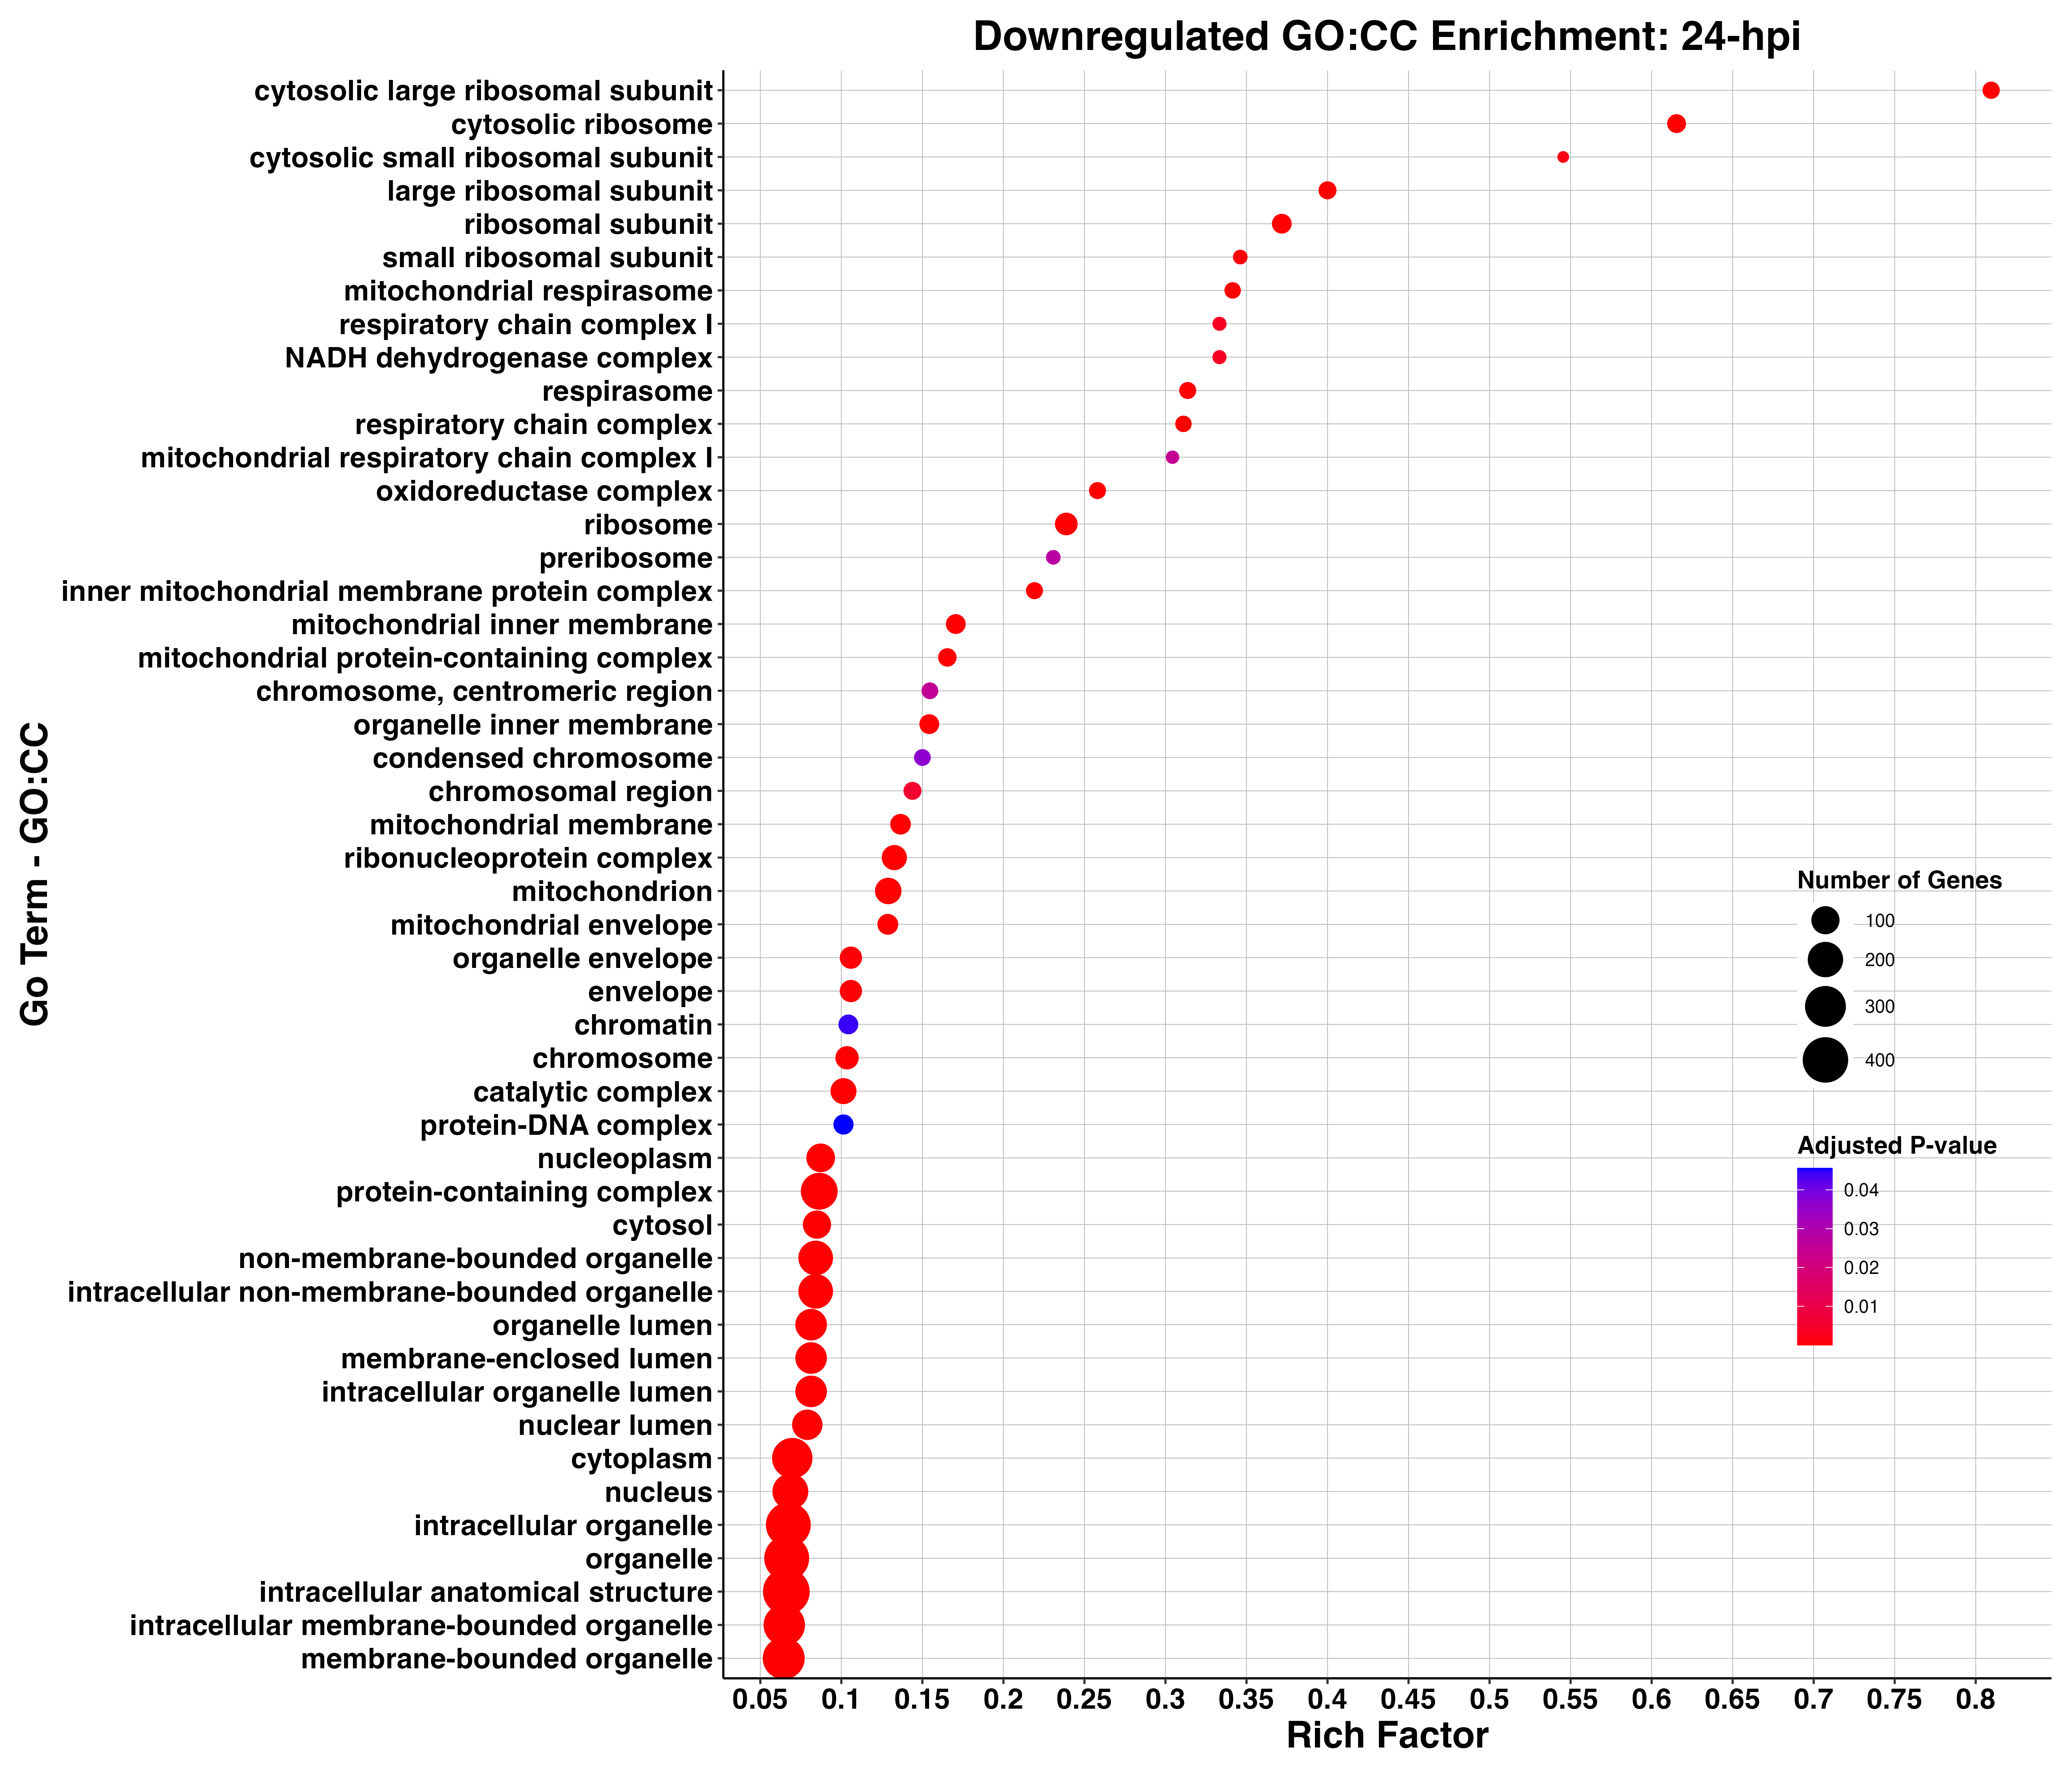 Downregulated GO:CC Enrichment: 24-hpi
Go Term - GO:CC
cytosolic large ribosomal subunit
cytosolic ribosome
cytosolic small ribosomal subunit
large ribosomal subunit
ribosomal subunit
small ribosomal subunit
mitochondrial respirasome
respiratory chain complex I
NADH dehydrogenase complex
respirasome
respiratory chain complex
mitochondrial respiratory chain complex I
oxidoreductase complex
ribosome
preribosome
inner mitochondrial membrane protein complex
mitochondrial inner membrane
mitochondrial protein-containing complex
chromosome, centromeric region
organelle inner membrane
condensed chromosome
chromosomal region
mitochondrial membrane
ribonucleoprotein complex
mitochondrion
mitochondrial envelope
organelle envelope
envelope
chromatin
chromosome
catalytic complex
protein-DNA complex
nucleoplasm
protein-containing complex
cytosol
non-membrane-bounded organelle
intracellular non-membrane-bounded organelle
organelle lumen
membrane-enclosed lumen
intracellular organelle lumen
nuclear lumen
cytoplasm
nucleus
intracellular organelle
organelle
intracellular anatomical structure
intracellular membrane-bounded organelle
membrane-bounded organelle
Number of Genes
100
200
300
400
Adjusted P-value
0.04
0.03
0.02
0.01
0.05 0.1 0.15 0.2 0.25 0.3 0.35 0.4 0.45 0.5 0.55 0.6 0.65 0.7 0.75 0.8
Rich Factor